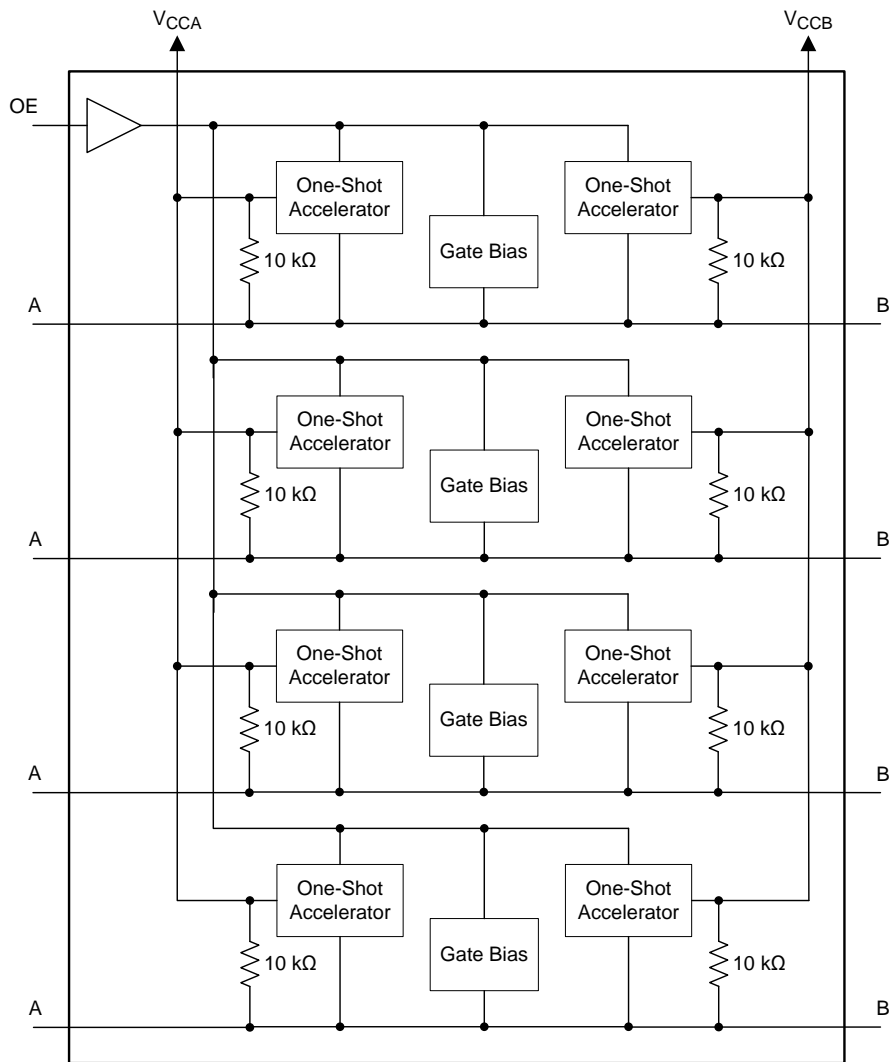 VCCA
VCCB
OE
One-Shot
Accelerator
One-Shot
Accelerator
Gate Bias
10 kΩ
10 kΩ
A
B
One-Shot
Accelerator
One-Shot
Accelerator
Gate Bias
10 kΩ
10 kΩ
A
B
One-Shot
Accelerator
One-Shot
Accelerator
Gate Bias
10 kΩ
10 kΩ
A
B
One-Shot
Accelerator
One-Shot
Accelerator
Gate Bias
10 kΩ
10 kΩ
A
B